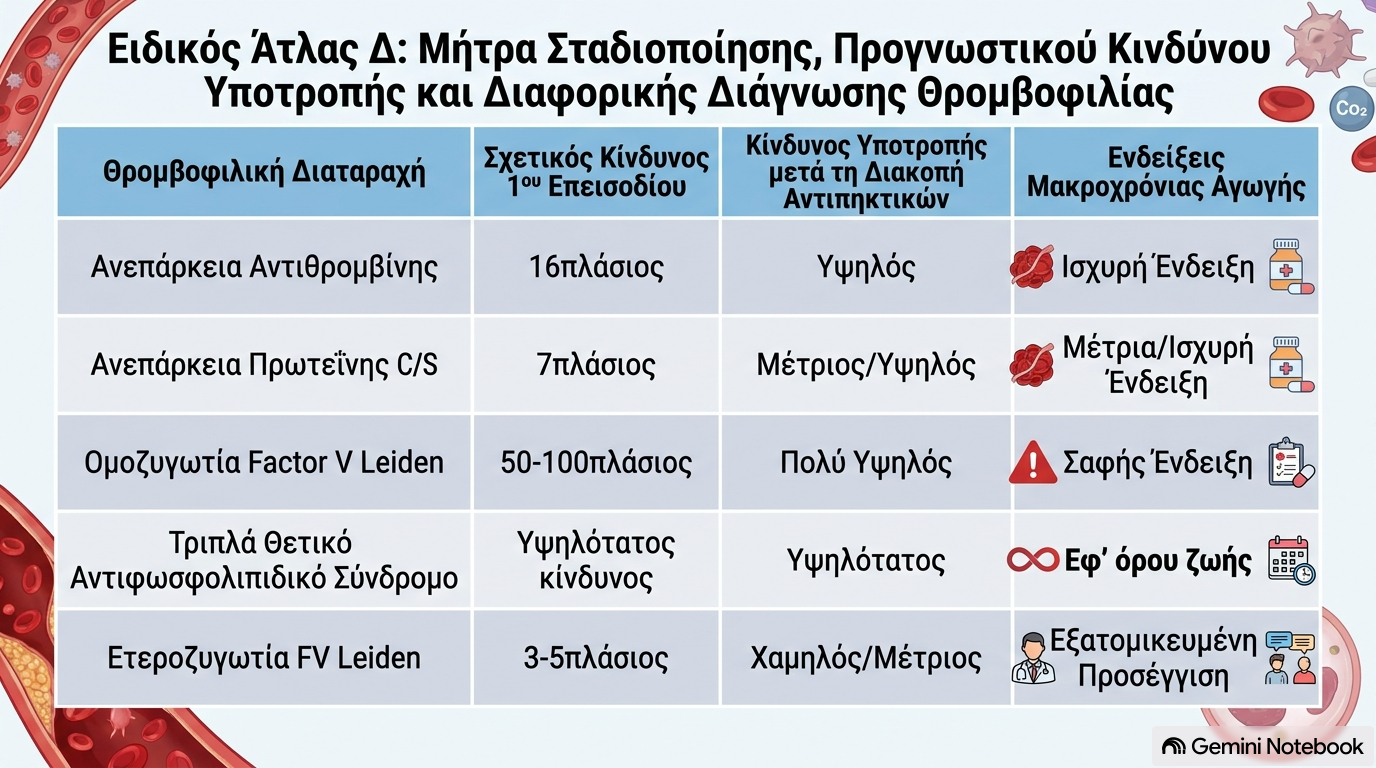 Ειδικός Άτλας Δ: Μήτρα Σταδιοποίησης, Προγνωστικού Κινδύνου
Υποτροπής και Διαφορικής Διάγνωσης Θρομβοφιλίας
Θρομβοφιλική Διαταραχή
Σχετικός Κίνδυνος
1ου Επεισοδίου
Κίνδυνος Υποτροπής
μετά τη Διακοπή
Αντιπηκτικών
Ενδείξεις
Μακροχρόνιας Αγωγής
Ανεπάρκεια Αντιθρομβίνης
16πλάσιος
Υψηλός
Ισχυρή Ένδειξη
Ανεπάρκεια Πρωτεΐνης C/S
7πλάσιος
Μέτριος/Υψηλός
Μέτρια/Ισχυρή
Ένδειξη
Ομοζυγωτία Factor V Leiden
50-100πλάσιος
Πολύ Υψηλός
Σαφής Ένδειξη
Τριπλά Θετικό
Αντιφωσφολιπιδικό Σύνδρομο
Υψηλότατος
κίνδυνος
Υψηλότατος
Εφ’ όρου ζωής
Ετεροζυγωτία FV Leiden
3-5πλάσιος
Χαμηλός/Μέτριος
Εξατομικευμένη
Προσέγγιση
Co₂
Gemini Notebook